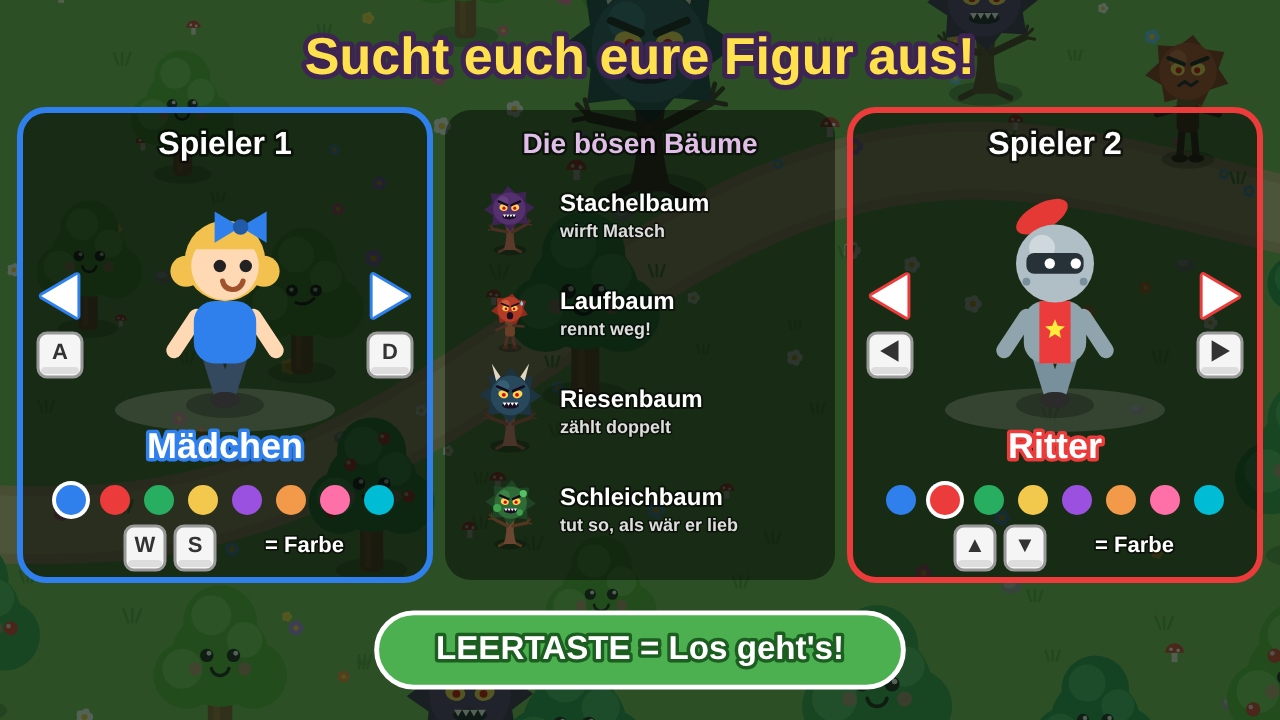 Sucht euch eure Figur aus!
Spieler 1
A
D
Mädchen
W S = Farbe
Die bösen Bäume
Stachelbaum
wirft Matsch
Laufbaum
rennt weg!
Riesenbaum
zählt doppelt
Schleichbaum
tut so, als wär er lieb
Spieler 2
◀
▶
Ritter
▲ ▼ = Farbe
LEERTASTE = Los geht's!